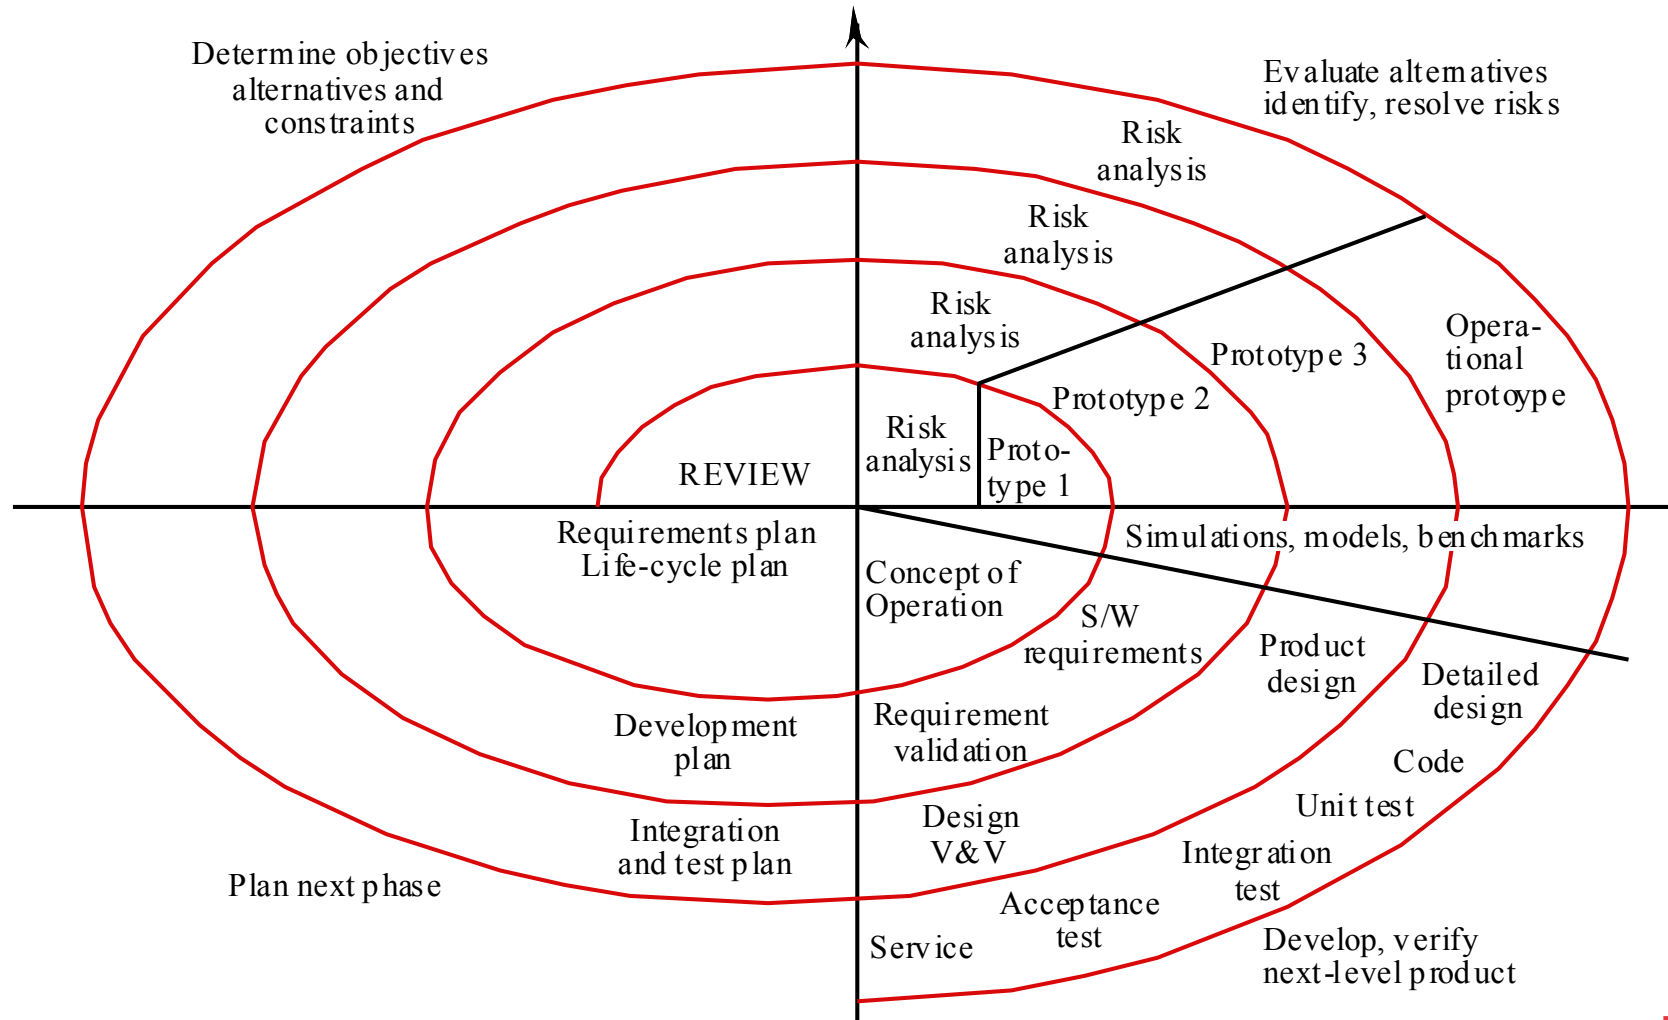 Determine objectives
alternatives and
constraints
Evaluate alternatives
identify, resolve risks
Risk
analysis
Risk
analysis
Risk
analysis
Risk
analysis
Proto-
type 1
Prototype 2
Prototype 3
Opera-
tional
protoype
REVIEW
Requirements plan
Life-cycle plan
Simulations, models, benchmarks
Concept of
Operation
S/W
requirements
Product
design
Detailed
design
Development
plan
Requirement
validation
Code
Unit test
Integration
and test plan
Design
V&V
Integration
test
Plan next phase
Acceptance
test
Service
Develop, verify
next-level product